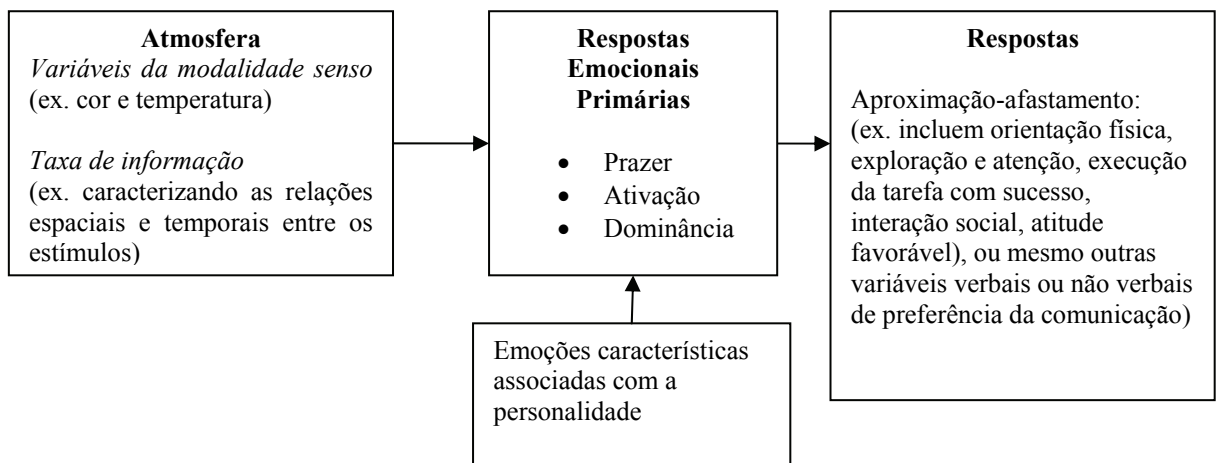 Atmosfera
Variáveis da modalidade senso
(ex. cor e temperatura)
Taxa de informação
(ex. caracterizando as relações
espaciais e temporais entre os
estímulos)
Respostas
Emocionais
Primárias
• Prazer
• Ativação
• Dominância
Emoções características
associadas com a
personalidade
Respostas
Aproximação-afastamento:
(ex. incluem orientação física,
exploração e atenção, execução
da tarefa com sucesso,
interação social, atitude
favorável), ou mesmo outras
variáveis verbais ou não verbais
de preferência da comunicação)